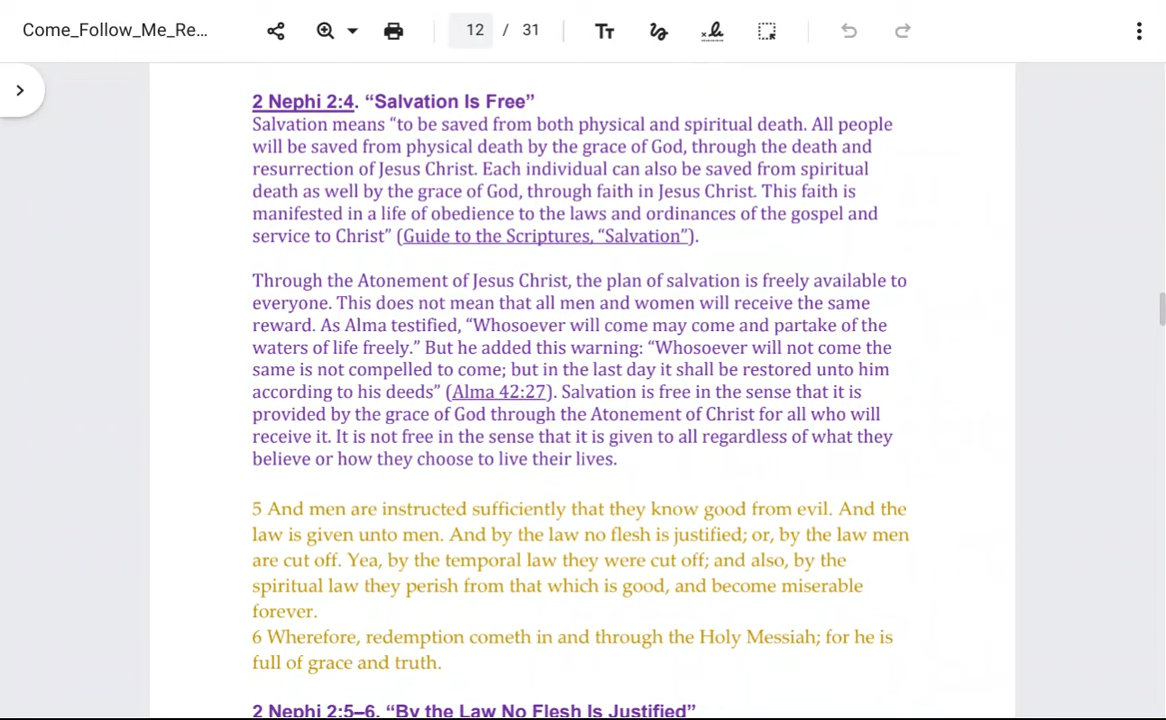 Come_Follow_Me_Re... 12 / 31
2 Nephi 2:4. “Salvation Is Free”
Salvation means “to be saved from both physical and spiritual death. All people
will be saved from physical death by the grace of God, through the death and
resurrection of Jesus Christ. Each individual can also be saved from spiritual
death as well by the grace of God, through faith in Jesus Christ. This faith is
manifested in a life of obedience to the laws and ordinances of the gospel and
service to Christ” (Guide to the Scriptures, “Salvation”).
Through the Atonement of Jesus Christ, the plan of salvation is freely available to
everyone. This does not mean that all men and women will receive the same
reward. As Alma testified, “Whosoever will come may come and partake of the
waters of life freely.” But he added this warning: “Whosoever will not come the
same is not compelled to come; but in the last day it shall be restored unto him
according to his deeds” (Alma 42:27). Salvation is free in the sense that it is
provided by the grace of God through the Atonement of Christ for all who will
receive it. It is not free in the sense that it is given to all regardless of what they
believe or how they choose to live their lives.
5 And men are instructed sufficiently that they know good from evil. And the
law is given unto men. And by the law no flesh is justified; or, by the law men
are cut off. Yea, by the temporal law they were cut off; and also, by the
spiritual law they perish from that which is good, and become miserable
forever.
6 Wherefore, redemption cometh in and through the Holy Messiah; for he is
full of grace and truth.
2 Nephi 2:5–6. “By the Law No Flesh Is Justified”